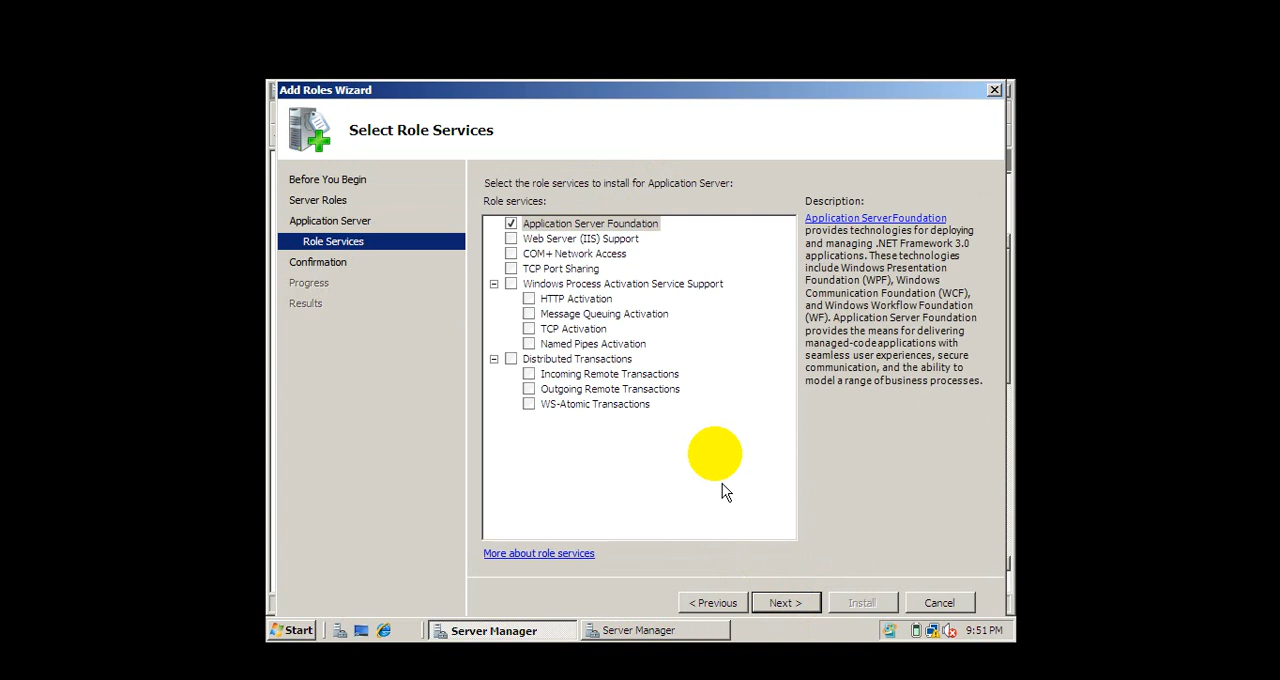 Add Roles Wizard
Select Role Services
Before You Begin
Server Roles
Application Server
Role Services
Confirmation
Progress
Results
Select the role services to install for Application Server:
Role services:
Application Server Foundation
Web Server (IIS) Support
COM+ Network Access
TCP Port Sharing
Windows Process Activation Service Support
HTTP Activation
Message Queuing Activation
TCP Activation
Named Pipes Activation
Distributed Transactions
Incoming Remote Transactions
Outgoing Remote Transactions
WS-Atomic Transactions
More about role services
Description:
Application Server Foundation
provides technologies for deploying
and managing .NET Framework 3.0
applications. These technologies
include Windows Presentation
Foundation (WPF), Windows
Communication Foundation (WCF),
and Windows Workflow Foundation
(WF). Application Server Foundation
provides the means for delivering
managed-code applications with
seamless user experiences, secure
communication, and the ability to
model a range of business processes.
< Previous
Next >
Install
Cancel
Start
Server Manager
Server Manager
9:51 PM